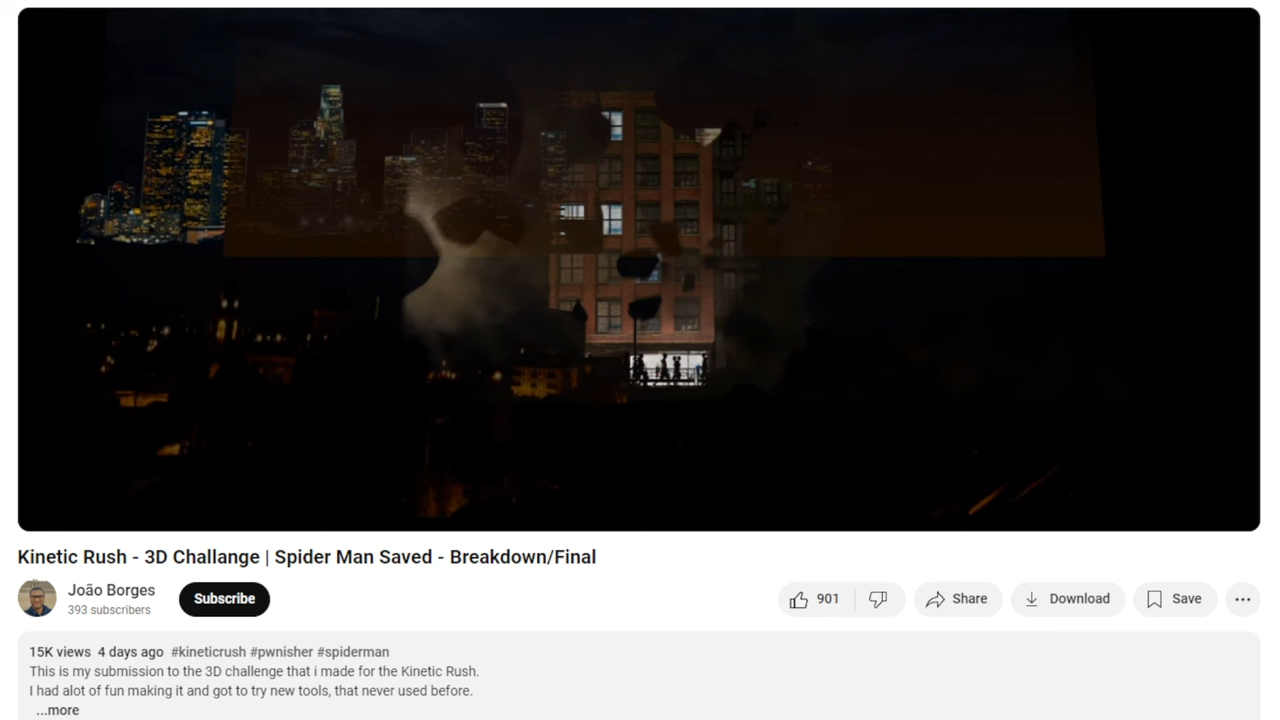 Kinetic Rush - 3D Challange | Spider Man Saved - Breakdown/Final
João Borges
393 subscribers
Subscribe
901
Share
Download
Save
15K views 4 days ago #kineticrush #pwnisher #spiderman
This is my submission to the 3D challenge that i made for the Kinetic Rush.
I had alot of fun making it and got to try new tools, that never used before.
...more